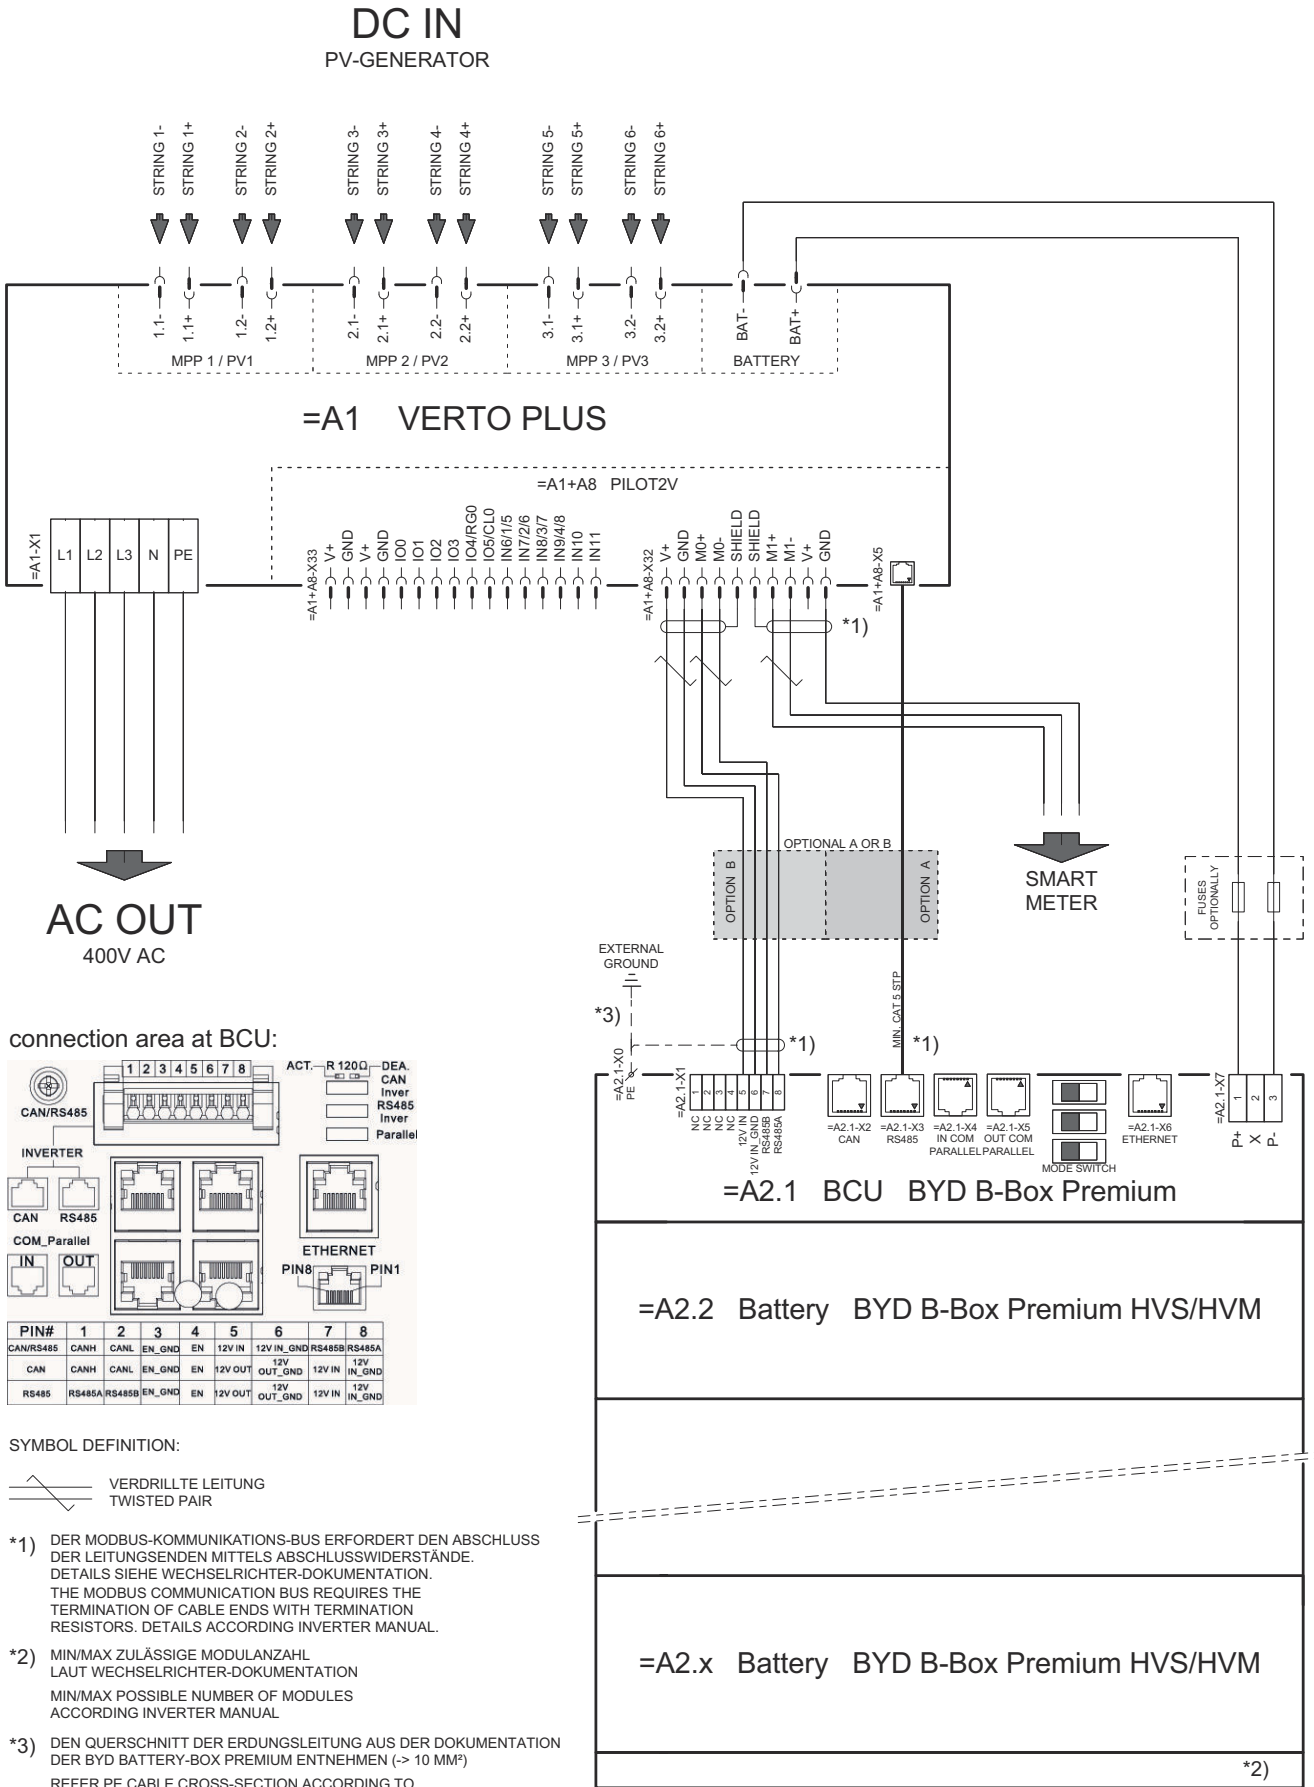 DC IN
PV-GENERATOR
STRING 1-
STRING 1+
STRING 2-
STRING 2+
STRING 3-
STRING 3+
STRING 4-
STRING 4+
STRING 5-
STRING 5+
STRING 6-
STRING 6+
1.1-
1.1+
1.2-
1.2+
2.1-
2.1+
2.2-
2.2+
3.1-
3.1+
3.2-
3.2+
BAT-
BAT+
MPP 1 / PV1
MPP 2 / PV2
MPP 3 / PV3
BATTERY
=A1 VERTO PLUS
=A1+A8 PILOT2V
=A1-X1
L1
L2
L3
N
PE
=A1+A8-X33
V+
GND
V+
GND
IO0
IO1
IO2
IO3
IO4/RG0
IO5/CL0
IN6/1/5
IN7/2/6
IN8/3/7
IN9/4/8
IN10
IN11
=A1+A8-X32
V+
GND
M0+
M0-
SHIELD
SHIELD
M1+
M1-
V+
GND
=A1+A8-X5
*1)
AC OUT
400V AC
OPTIONAL A OR B
OPTION B
OPTION A
SMART
METER
FUSES
OPTIONALLY
EXTERNAL
GROUND
*3)
*1)
MIN. CAT 5 STP
*1)
=A2.1-X0
PE
=A2.1-X1
1
2
3
4
5
6
7
8
NC
NC
NC
NC
12V IN
12V IN_GND
RS485B
RS485A
=A2.1-X2
CAN
=A2.1-X3
RS485
=A2.1-X4
IN COM
PARALLEL
=A2.1-X5
OUT COM
PARALLEL
MODE SWITCH
=A2.1-X6
ETHERNET
=A2.1-X7
1
2
3
P+
X
P-
=A2.1 BCU BYD B-Box Premium
=A2.2 Battery BYD B-Box Premium HVS/HVM
=A2.x Battery BYD B-Box Premium HVS/HVM
*2)
connection area at BCU:
1 2 3 4 5 6 7 8
ACT. R 120Ω DEA.
CAN
Inver
RS485
Inver
Parallel
CAN/RS485
INVERTER
CAN RS485
COM_Parallel
IN OUT
ETHERNET
PIN8 PIN1
PIN# 1 2 3 4 5 6 7 8
CAN/RS485 CANH CANL EN_GND EN 12V IN 12V IN_GND RS485B RS485A
CAN CANH CANL EN_GND EN 12V OUT 12V OUT_GND 12V IN 12V IN_GND
RS485 RS485A RS485B EN_GND EN 12V OUT 12V OUT_GND 12V IN 12V IN_GND
SYMBOL DEFINITION:
VERDRILLTE LEITUNG
TWISTED PAIR
*1) DER MODBUS-KOMMUNIKATIONS-BUS ERFORDERT DEN ABSCHLUSS
DER LEITUNGSENDEN MITTELS ABSCHLUSSWIDERSTÄNDE.
DETAILS SIEHE WECHSELRICHTER-DOKUMENTATION.
THE MODBUS COMMUNICATION BUS REQUIRES THE
TERMINATION OF CABLE ENDS WITH TERMINATION
RESISTORS. DETAILS ACCORDING INVERTER MANUAL.
*2) MIN/MAX ZULÄSSIGE MODULANZAHL
LAUT WECHSELRICHTER-DOKUMENTATION
MIN/MAX POSSIBLE NUMBER OF MODULES
ACCORDING INVERTER MANUAL
*3) DEN QUERSCHNITT DER ERDUNGSLEITUNG AUS DER DOKUMENTATION
DER BYD BATTERY-BOX PREMIUM ENTNEHMEN (-> 10 MM²)
REFER PE CABLE CROSS-SECTION ACCORDING TO